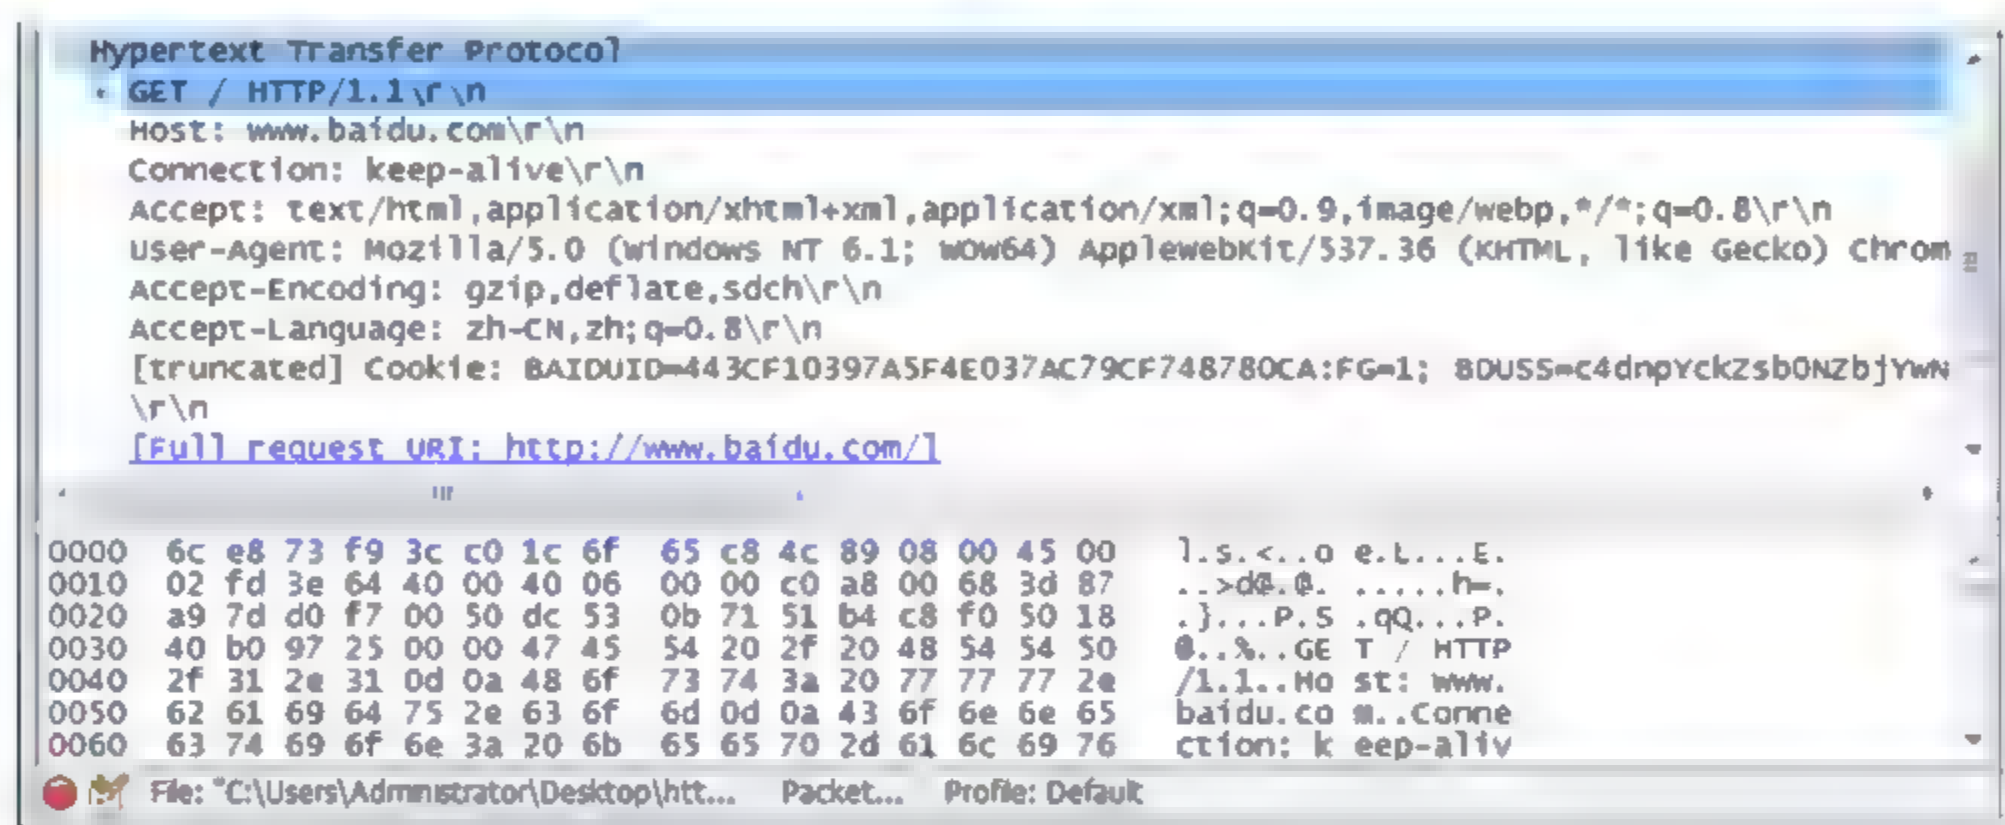 Hypertext Transfer Protocol
GET / HTTP/1.1\r\n
Host: www.baidu.com\r\n
Connection: keep-alive\r\n
Accept: text/html,application/xhtml+xml,application/xml;q=0.9,image/webp,*/*;q=0.8\r\n
User-Agent: Mozilla/5.0 (Windows NT 6.1; WOW64) AppleWebKit/537.36 (KHTML, like Gecko) Chrom
Accept-Encoding: gzip,deflate,sdch\r\n
Accept-Language: zh-CN,zh;q=0.8\r\n
[truncated] Cookie: BAIDUID=443CF10397A5F4E037AC79CF748780CA:FG=1; BDUSS=c4dnpYckZsb0NZbjYwN
\r\n
[Full request URI: http://www.baidu.com/]
0000 6c e8 73 f9 3c c0 1c 6f 65 c8 4c 89 08 00 45 00 l.s.<..o e.L...E.
0010 02 fd 3e 64 40 00 40 06 00 00 c0 a8 00 68 3d 87 ..>d@.@. .....h=.
0020 a9 7d d0 f7 00 50 dc 53 0b 71 51 b4 c8 f0 50 18 .}...P.S .qQ...P.
0030 40 b0 97 25 00 00 47 45 54 20 2f 20 48 54 54 50 @..%..GE T / HTTP
0040 2f 31 2e 31 0d 0a 48 6f 73 74 3a 20 77 77 77 2e /1.1..Ho st: www.
0050 62 61 69 64 75 2e 63 6f 6d 0d 0a 43 6f 6e 6e 65 baidu.co m..Conne
0060 63 74 69 6f 6e 3a 20 6b 65 65 70 2d 61 6c 69 76 ction: k eep-aliv
File: "C:\Users\Administrator\Desktop\htt... Packet... Profile: Default